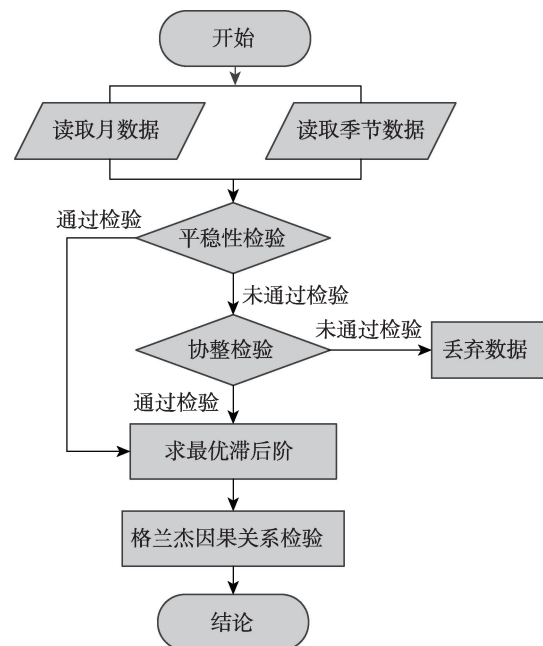 开始
读取月数据
读取季节数据
通过检验
平稳性检验
未通过检验
未通过检验
协整检验
丢弃数据
通过检验
求最优滞后阶
格兰杰因果关系检验
结论